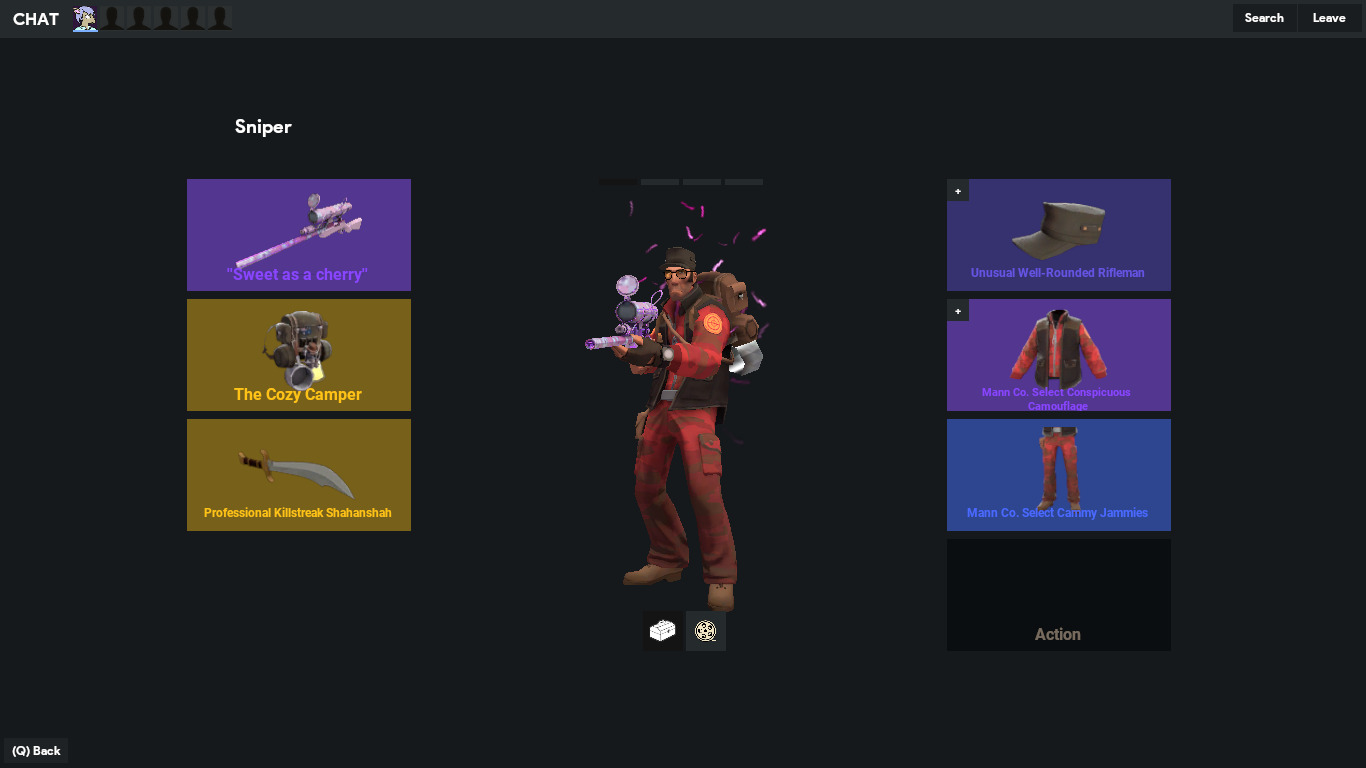 CHAT
Search
Leave
Sniper
"Sweet as a cherry"
The Cozy Camper
Professional Killstreak Shahanshah
+
Unusual Well-Rounded Rifleman
+
Mann Co. Select Conspicuous
Camouflage
Mann Co. Select Cammy Jammies
Action
(Q) Back